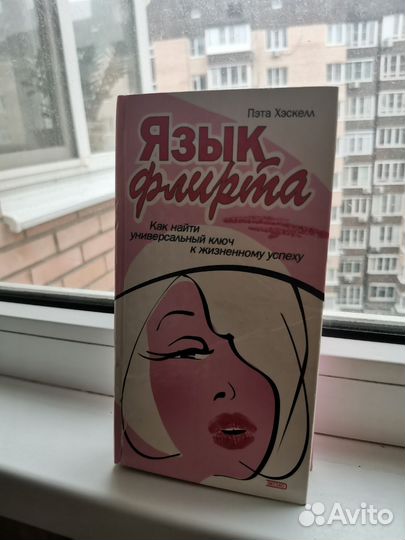 Пэта Хэскелл
Язык
флирта
Как найти
универсальный ключ
к жизненному успеху
Avito